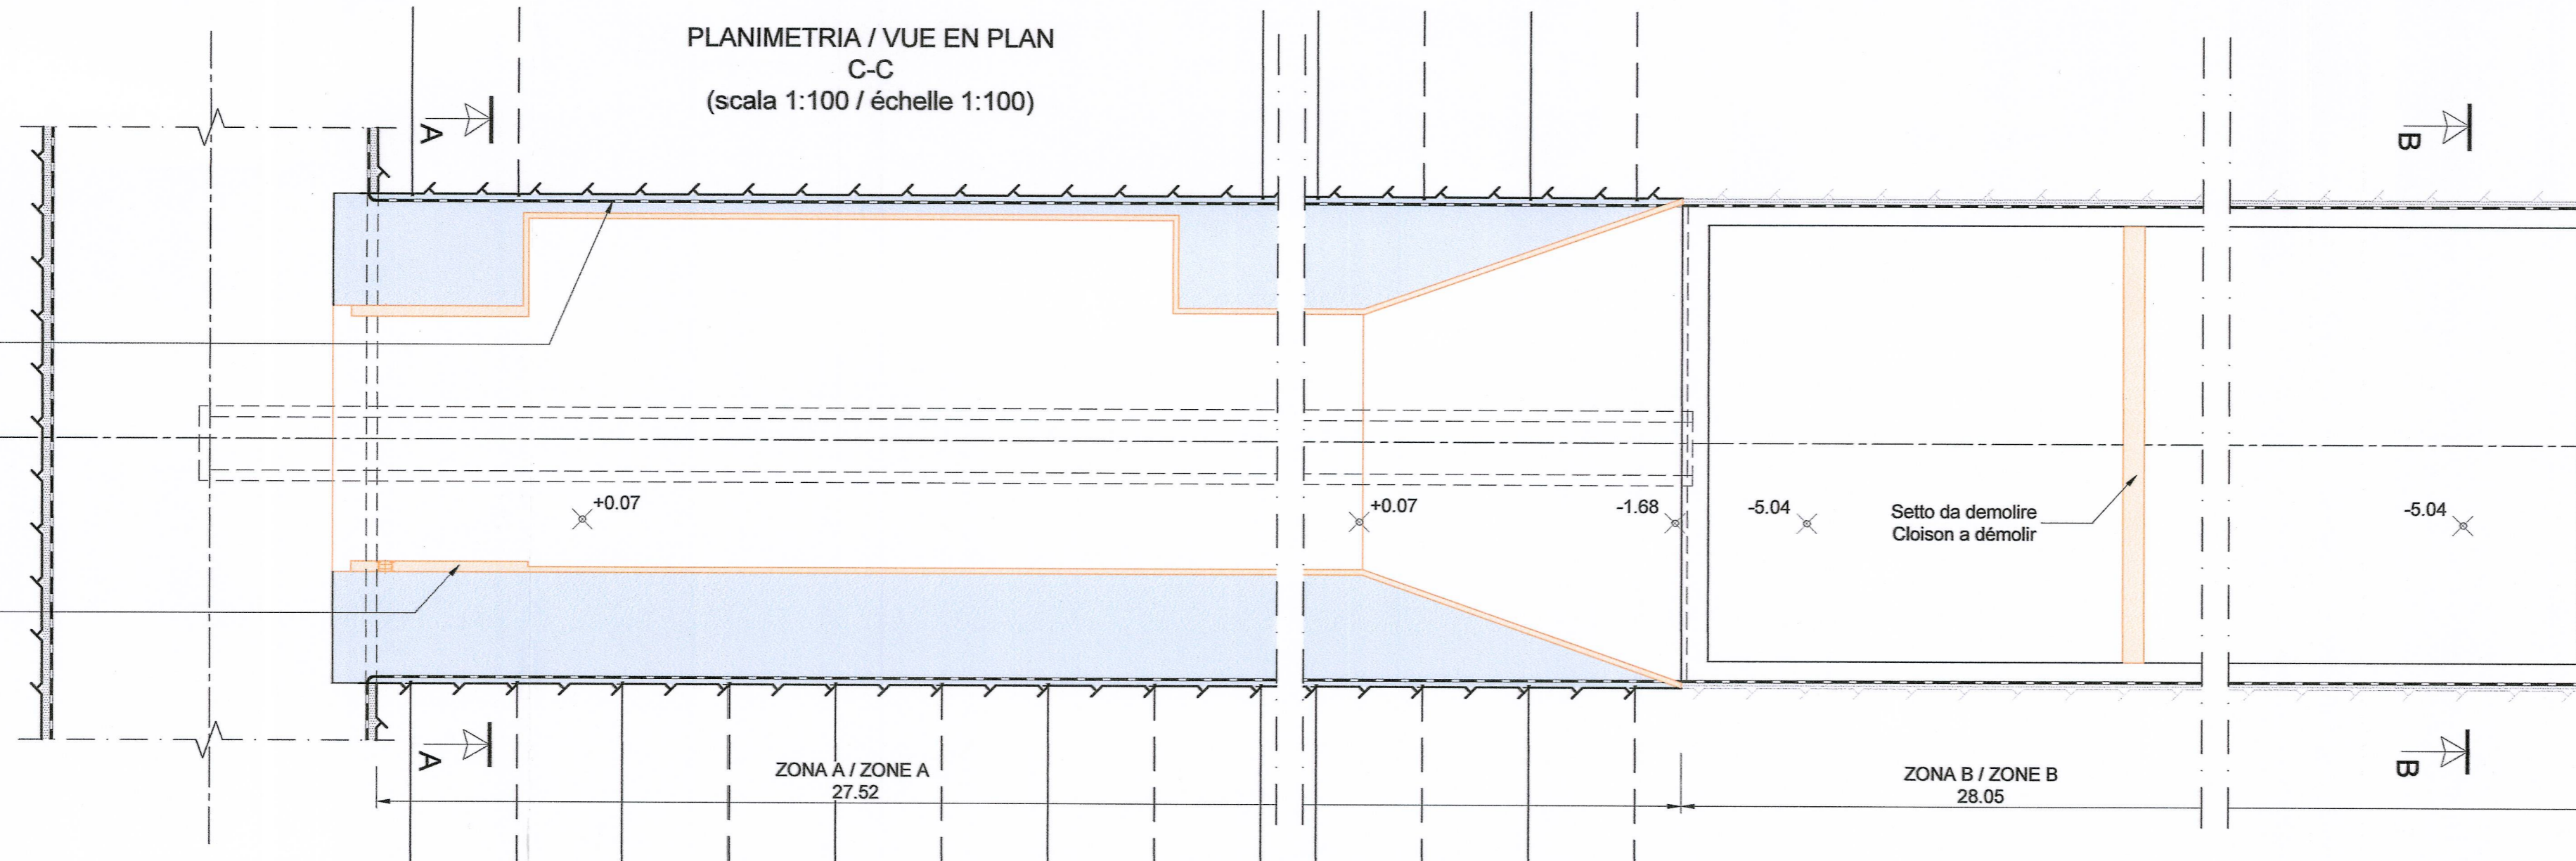 PLANIMETRIA / VUE EN PLAN
C-C
(scala 1:100 / échelle 1:100)
A
B
+0.07
+0.07
-1.68
-5.04
Setto da demolire
Cloison a démolir
-5.04
A
ZONA A / ZONE A
27.52
ZONA B / ZONE B
28.05
B